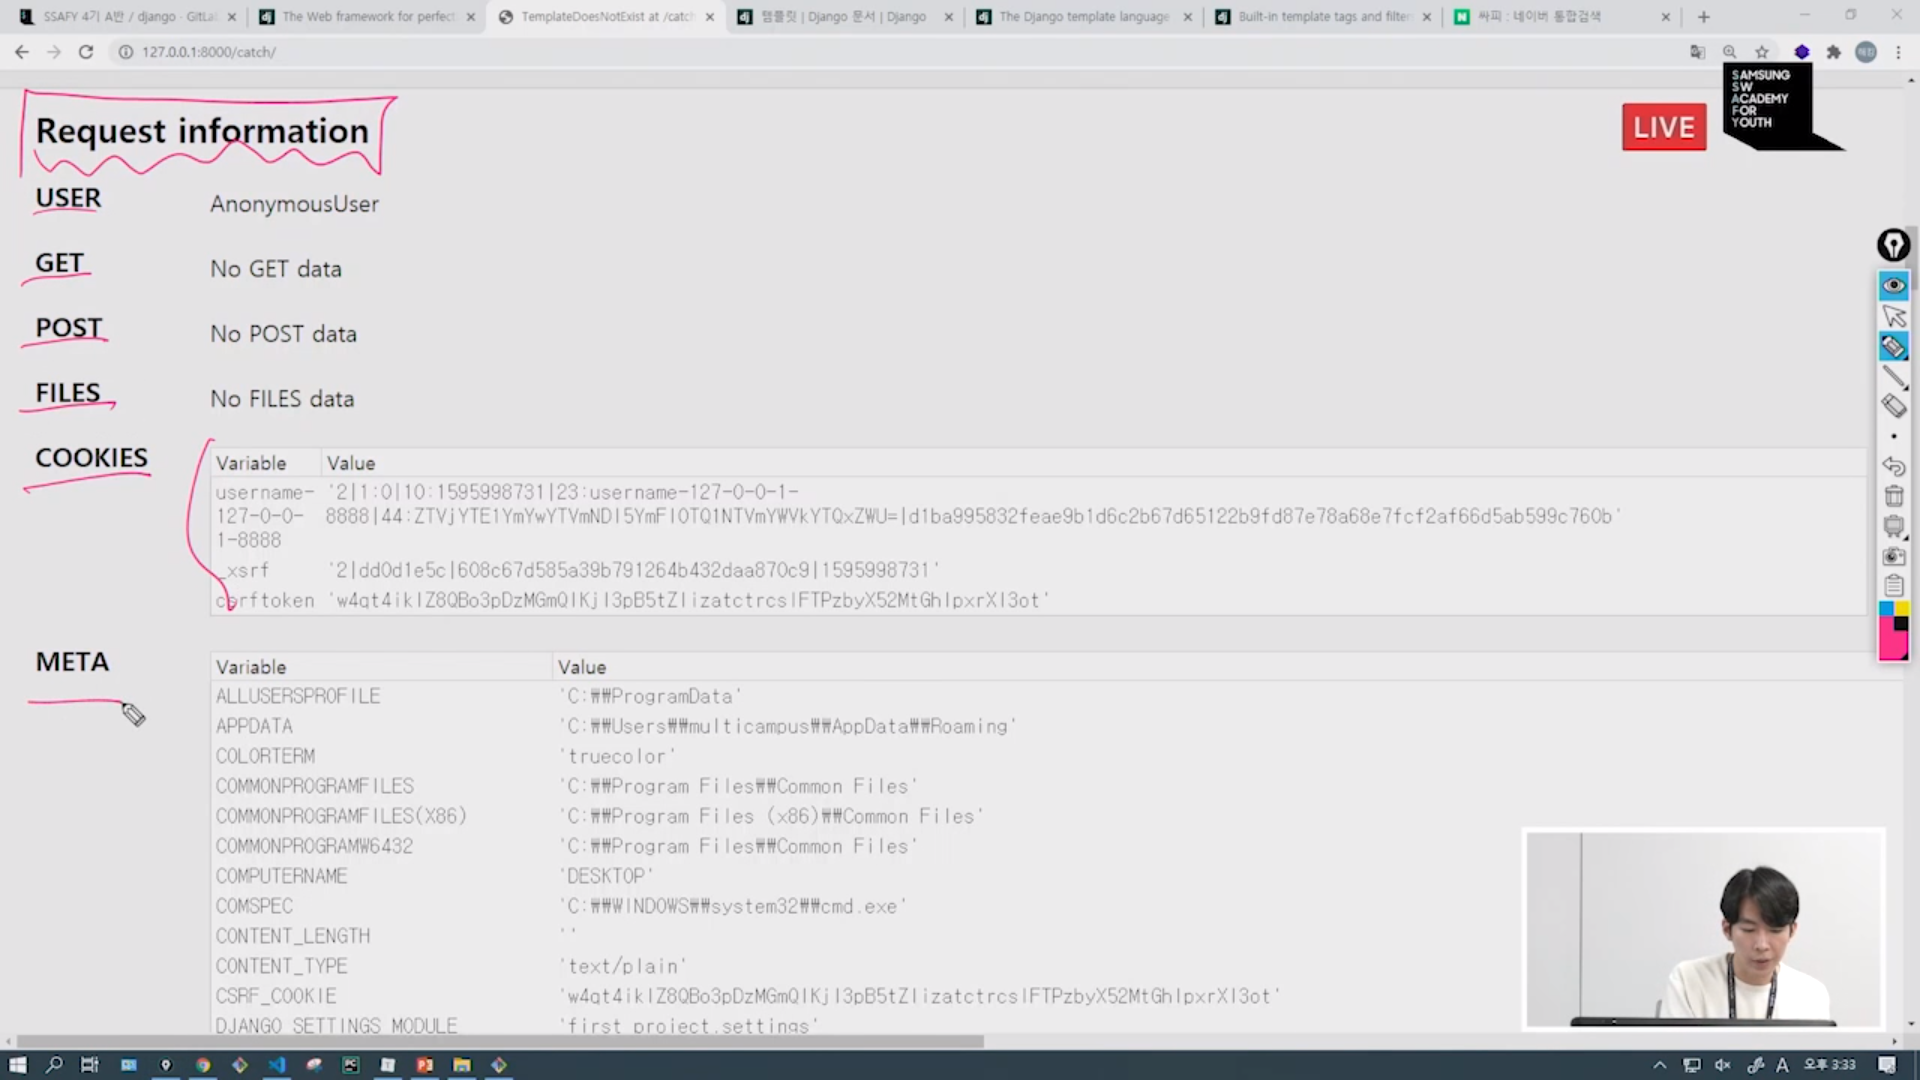 SSAFY 4기 A반 / django · GitLa
The Web framework for perfect
TemplateDoesNotExist at /catch
템플릿 | Django 문서 | Django
The Django template language
Built-in template tags and filter
싸피 : 네이버 통합검색
127.0.0.1:8000/catch/
SAMSUNG
SW
ACADEMY
FOR
YOUTH
LIVE
Request information
USER AnonymousUser
GET No GET data
POST No POST data
FILES No FILES data
COOKIES
Variable Value
username- '2|1:0|10:1595998731|23:username-127-0-0-1-
127-0-0- 8888|44:ZTVjYTE1YmYwYTVmNDI5YmFlOTQ1NTVmYWVkYTQxZWU=|d1ba995832feae9b1d6c2b67d65122b9fd87e78a68e7fcf2af66d5ab599c760b'
1-8888
_xsrf '2|dd0d1e5c|608c67d585a39b791264b432daa870c9|1595998731'
csrftoken 'w4qt4iklZ8QBo3pDzMGmQlKjI3pB5tZlizatctrcslFTPzbyX52MtGhlpxrXl3ot'
META
Variable Value
ALLUSERSPROFILE 'C:₩₩ProgramData'
APPDATA 'C:₩₩Users₩₩multicampus₩₩AppData₩₩Roaming'
COLORTERM 'truecolor'
COMMONPROGRAMFILES 'C:₩₩Program Files₩₩Common Files'
COMMONPROGRAMFILES(X86) 'C:₩₩Program Files (x86)₩₩Common Files'
COMMONPROGRAMW6432 'C:₩₩Program Files₩₩Common Files'
COMPUTERNAME 'DESKTOP'
COMSPEC 'C:₩₩WINDOWS₩₩system32₩₩cmd.exe'
CONTENT_LENGTH ''
CONTENT_TYPE 'text/plain'
CSRF_COOKIE 'w4qt4iklZ8QBo3pDzMGmQlKjI3pB5tZlizatctrcslFTPzbyX52MtGhlpxrXl3ot'
DJANGO_SETTINGS_MODULE 'first_project.settings'
A 오후 3:33